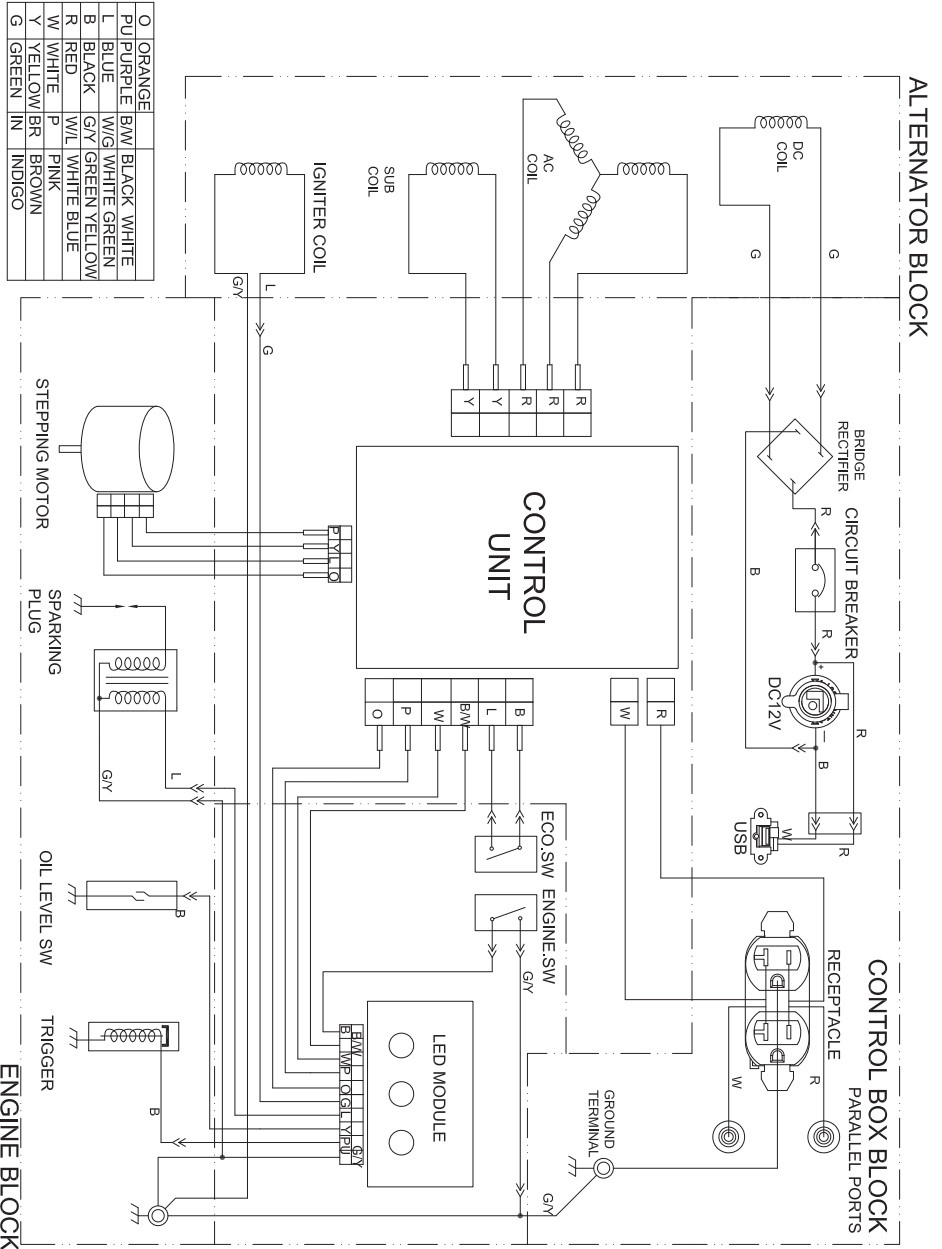 ALTERNATOR BLOCK
CONTROL BOX BLOCK
PARALLEL PORTS
ENGINE BLOCK
DC
COIL
G
G
BRIDGE
RECTIFIER
R
CIRCUIT BREAKER
R
B
+
DC12V
−
R
B
W
R
USB
RECEPTACLE
R
W
GROUND
TERMINAL
G/Y
AC
COIL
SUB
COIL
R
R
R
Y
Y
CONTROL
UNIT
R
W
B
L
B/W
W
P
O
P
Y
L
O
ECO.SW
ENGINE.SW
G/Y
IGNITER COIL
L
G/Y
G
STEPPING MOTOR
SPARKING
PLUG
L
G/Y
OIL LEVEL SW
B
TRIGGER
B
LED MODULE
B
B/W
W
P
O
G
L
Y
PU
G/Y
O ORANGE
PU PURPLE B/W BLACK WHITE
L BLUE W/G WHITE GREEN
B BLACK G/Y GREEN YELLOW
R RED W/L WHITE BLUE
W WHITE P PINK
Y YELLOW BR BROWN
G GREEN IN INDIGO